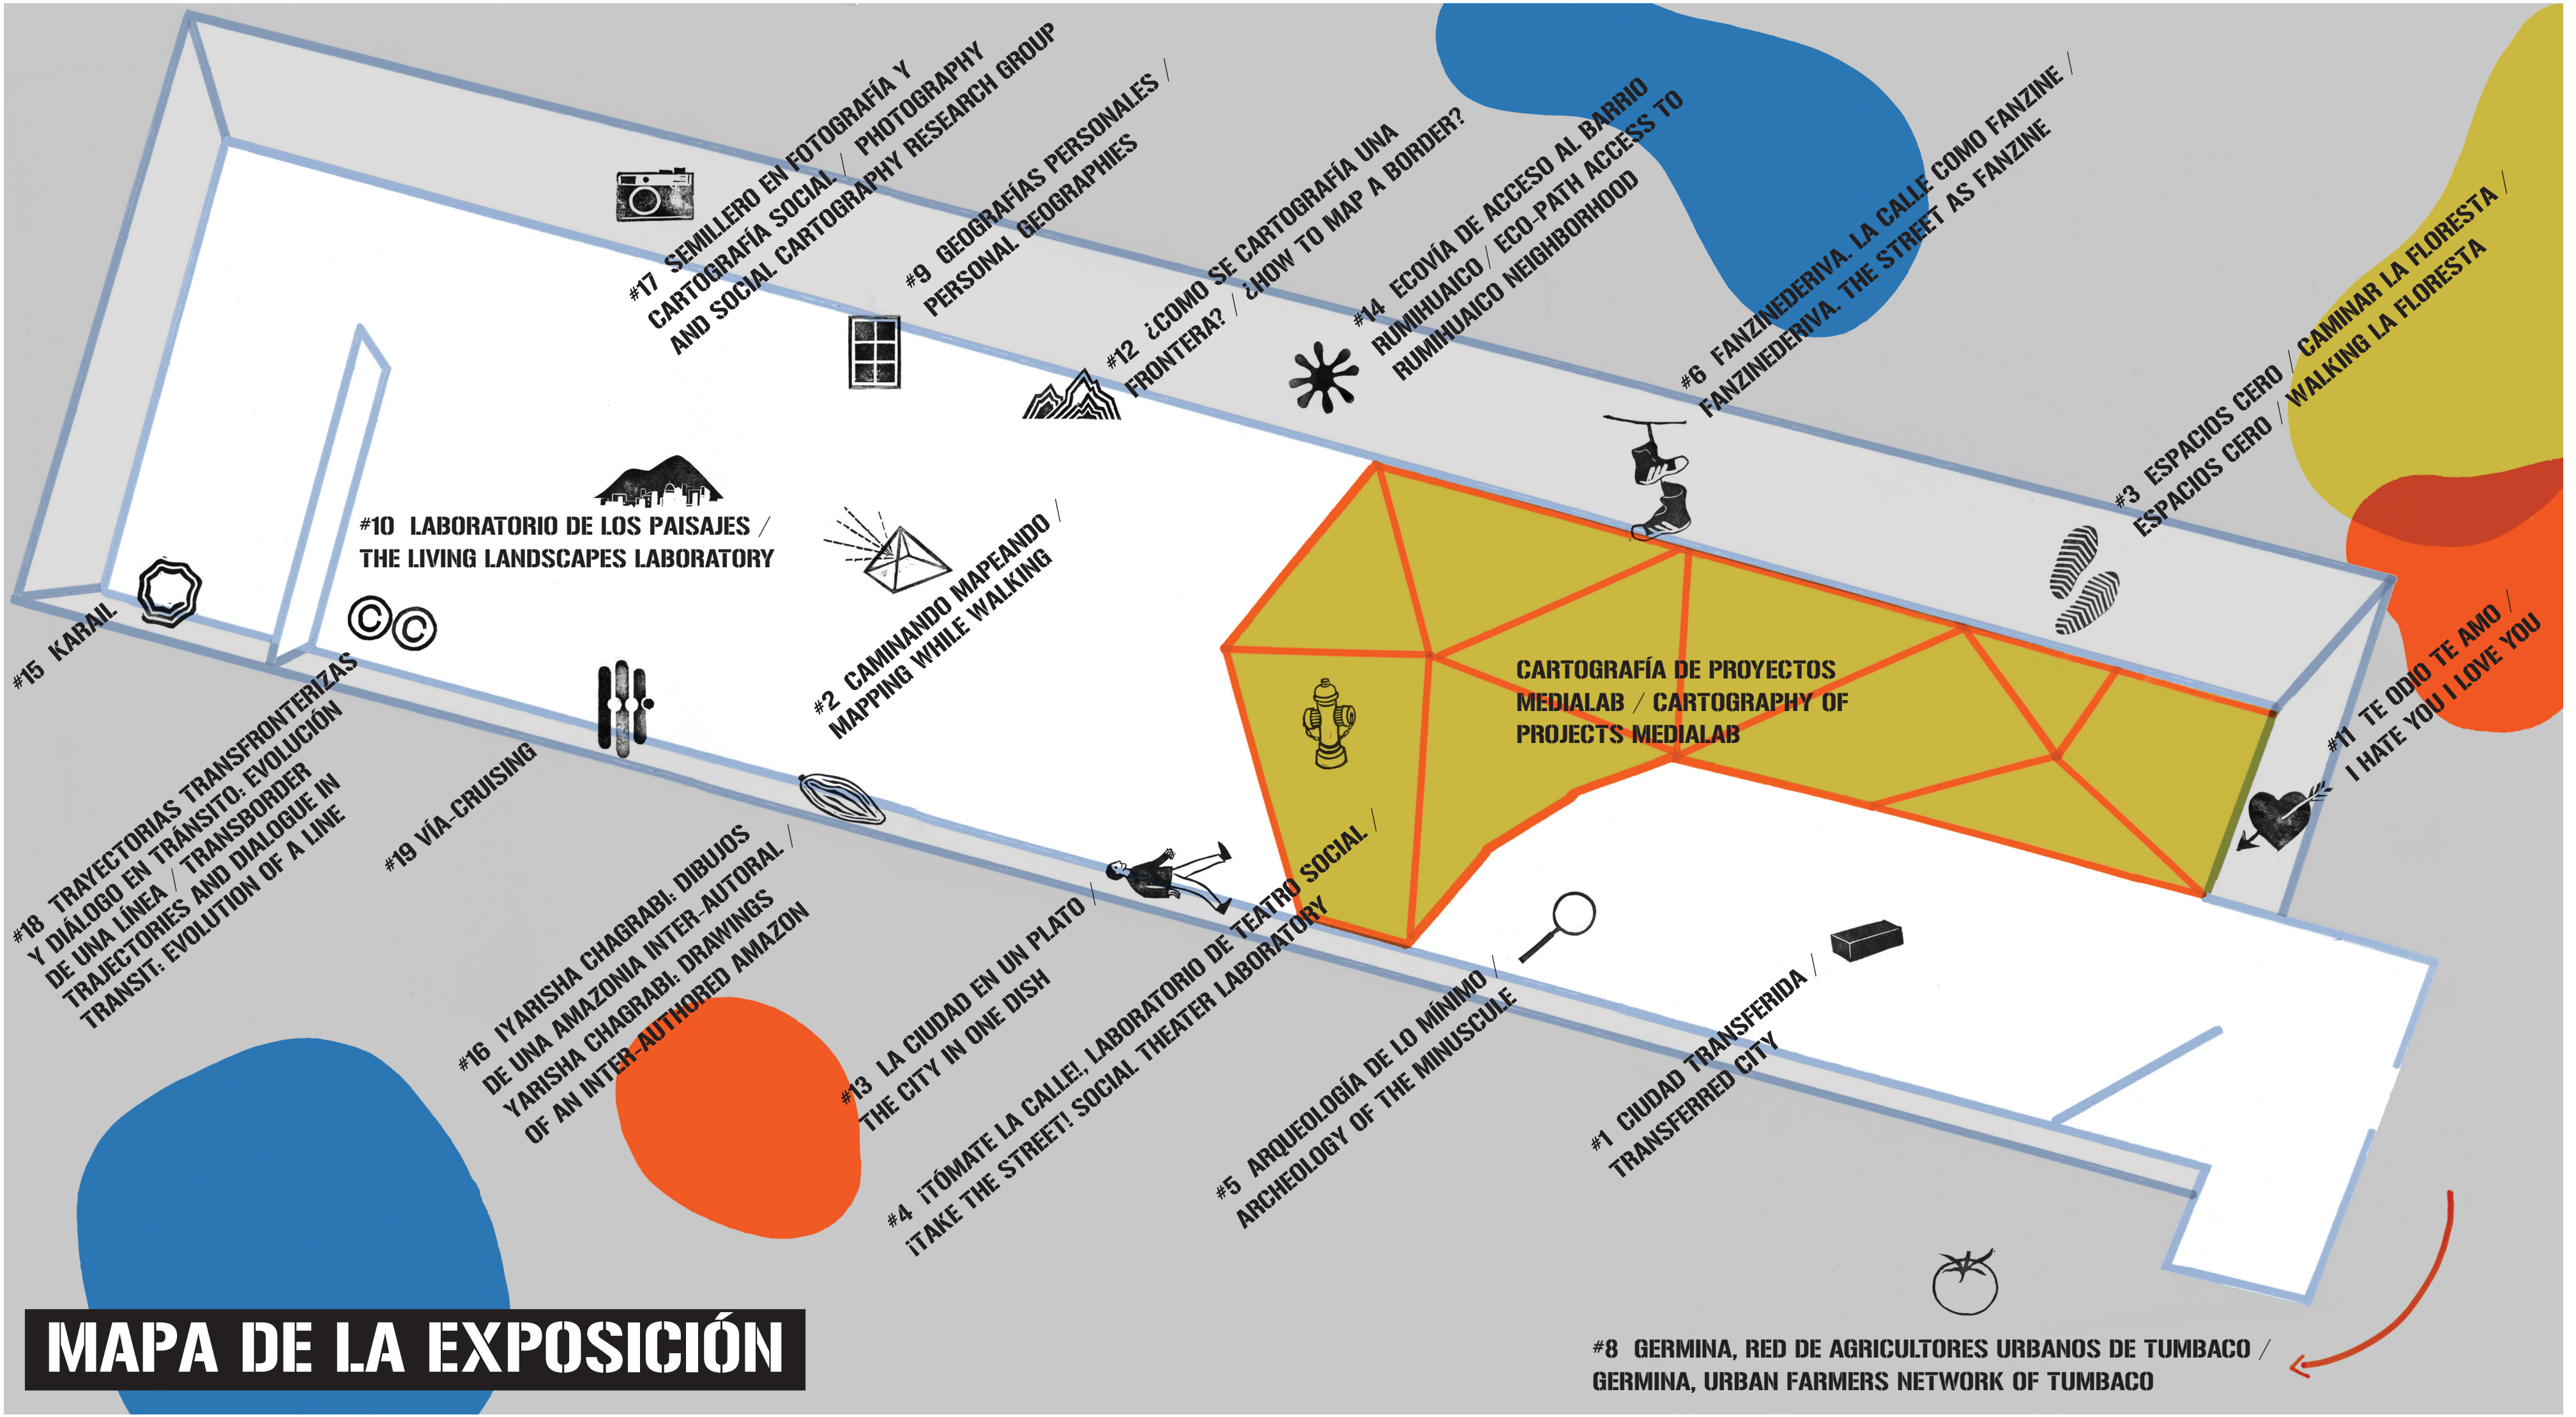 #17 SEMILLERO EN FOTOGRAFÍA Y
CARTOGRAFÍA SOCIAL / PHOTOGRAPHY
AND SOCIAL CARTOGRAPHY RESEARCH GROUP
#9 GEOGRAFÍAS PERSONALES /
PERSONAL GEOGRAPHIES
#12 ¿COMO SE CARTOGRAFÍA UNA
FRONTERA? / ¿HOW TO MAP A BORDER?
#14 ECOVÍA DE ACCESO AL BARRIO
RUMIHUAICO / ECO-PATH ACCESS TO
RUMIHUAICO NEIGHBORHOOD
#6 FANZINEDERIVA. LA CALLE COMO FANZINE /
FANZINEDERIVA. THE STREET AS FANZINE
#3 ESPACIOS CERO / CAMINAR LA FLORESTA /
ESPACIOS CERO / WALKING LA FLORESTA
#11 TE ODIO TE AMO /
I HATE YOU I LOVE YOU
#10 LABORATORIO DE LOS PAISAJES /
THE LIVING LANDSCAPES LABORATORY
©©
#2 CAMINANDO MAPEANDO /
MAPPING WHILE WALKING
CARTOGRAFÍA DE PROYECTOS
MEDIALAB / CARTOGRAPHY OF
PROJECTS MEDIALAB
#15 KARAIL
#18 TRAYECTORIAS TRANSFRONTERIZAS
Y DIÁLOGO EN TRÁNSITO: EVOLUCIÓN
DE UNA LÍNEA / TRANSBORDER
TRAJECTORIES AND DIALOGUE IN
TRANSIT: EVOLUTION OF A LINE
#19 VÍA-CRUISING
#16 IYARISHA CHAGRABI: DIBUJOS
DE UNA AMAZONIA INTER-AUTORAL /
YARISHA CHAGRABI: DRAWINGS
OF AN INTER-AUTHORED AMAZON
#13 LA CIUDAD EN UN PLATO /
THE CITY IN ONE DISH
#4 ¡TÓMATE LA CALLE!, LABORATORIO DE TEATRO SOCIAL /
¡TAKE THE STREET! SOCIAL THEATER LABORATORY
#5 ARQUEOLOGÍA DE LO MÍNIMO /
ARCHEOLOGY OF THE MINUSCULE
#1 CIUDAD TRANSFERIDA /
TRANSFERRED CITY
#8 GERMINA, RED DE AGRICULTORES URBANOS DE TUMBACO /
GERMINA, URBAN FARMERS NETWORK OF TUMBACO
MAPA DE LA EXPOSICIÓN